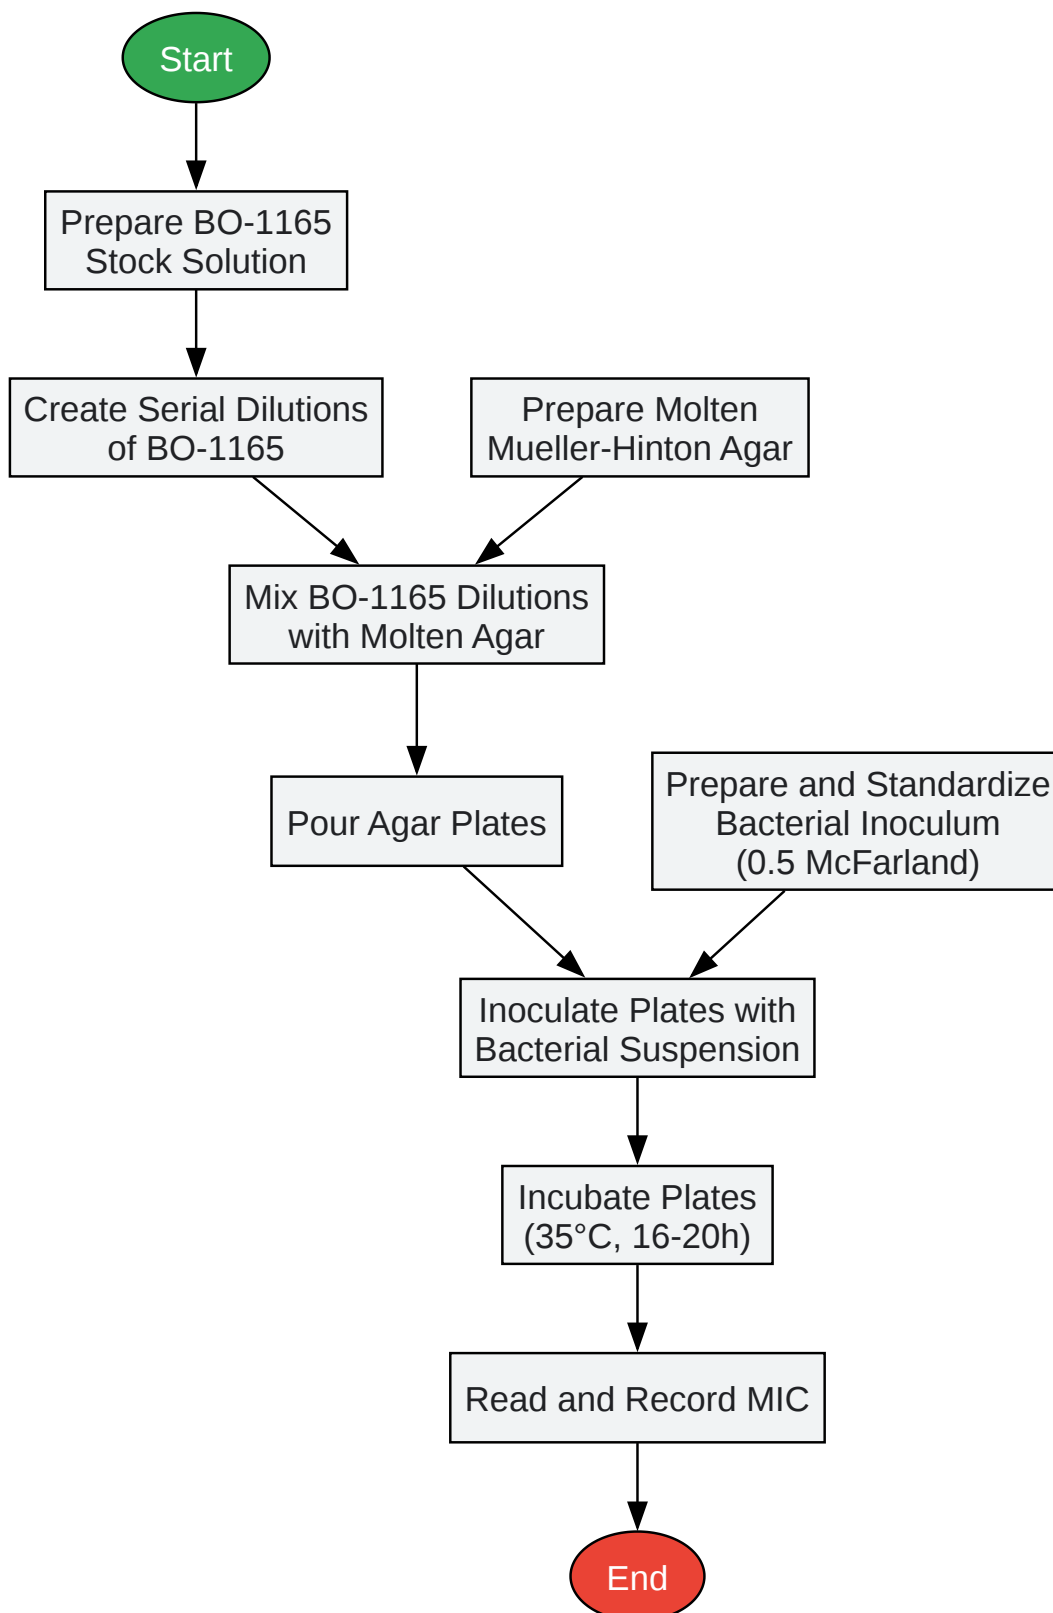 Start
Prepare BO-1165
Stock Solution
Create Serial Dilutions
of BO-1165
Prepare Molten
Mueller-Hinton Agar
Mix BO-1165 Dilutions
with Molten Agar
Pour Agar Plates
Prepare and Standardize
Bacterial Inoculum
(0.5 McFarland)
Inoculate Plates with
Bacterial Suspension
Incubate Plates
(35°C, 16-20h)
Read and Record MIC
End